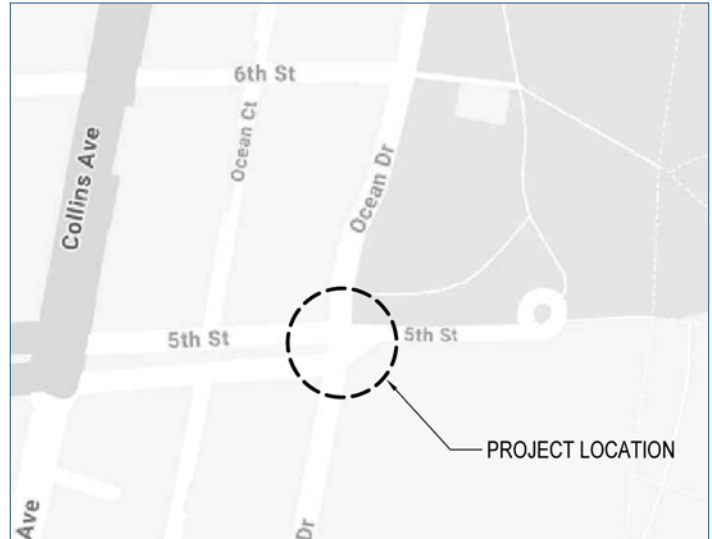 6th St
Ocean Ct
Collins Ave
Ocean Dr
5th St
5th St
PROJECT LOCATION
Ave
Dr